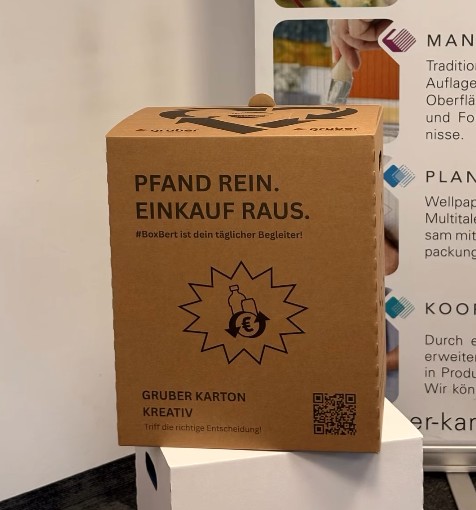 gruber
gruber
PFAND REIN.
EINKAUF RAUS.
#BoxBert ist dein täglicher Begleiter!
€
GRUBER KARTON
KREATIV
Triff die richtige Entscheidung!
MAN
Tradition
Auflage
Oberflä
und Fo
nisse.
PLAN
Wellpap
Multitale
sam mit
packung
KOOP
Durch e
erweiter
in Produ
Wir kön
er-kar